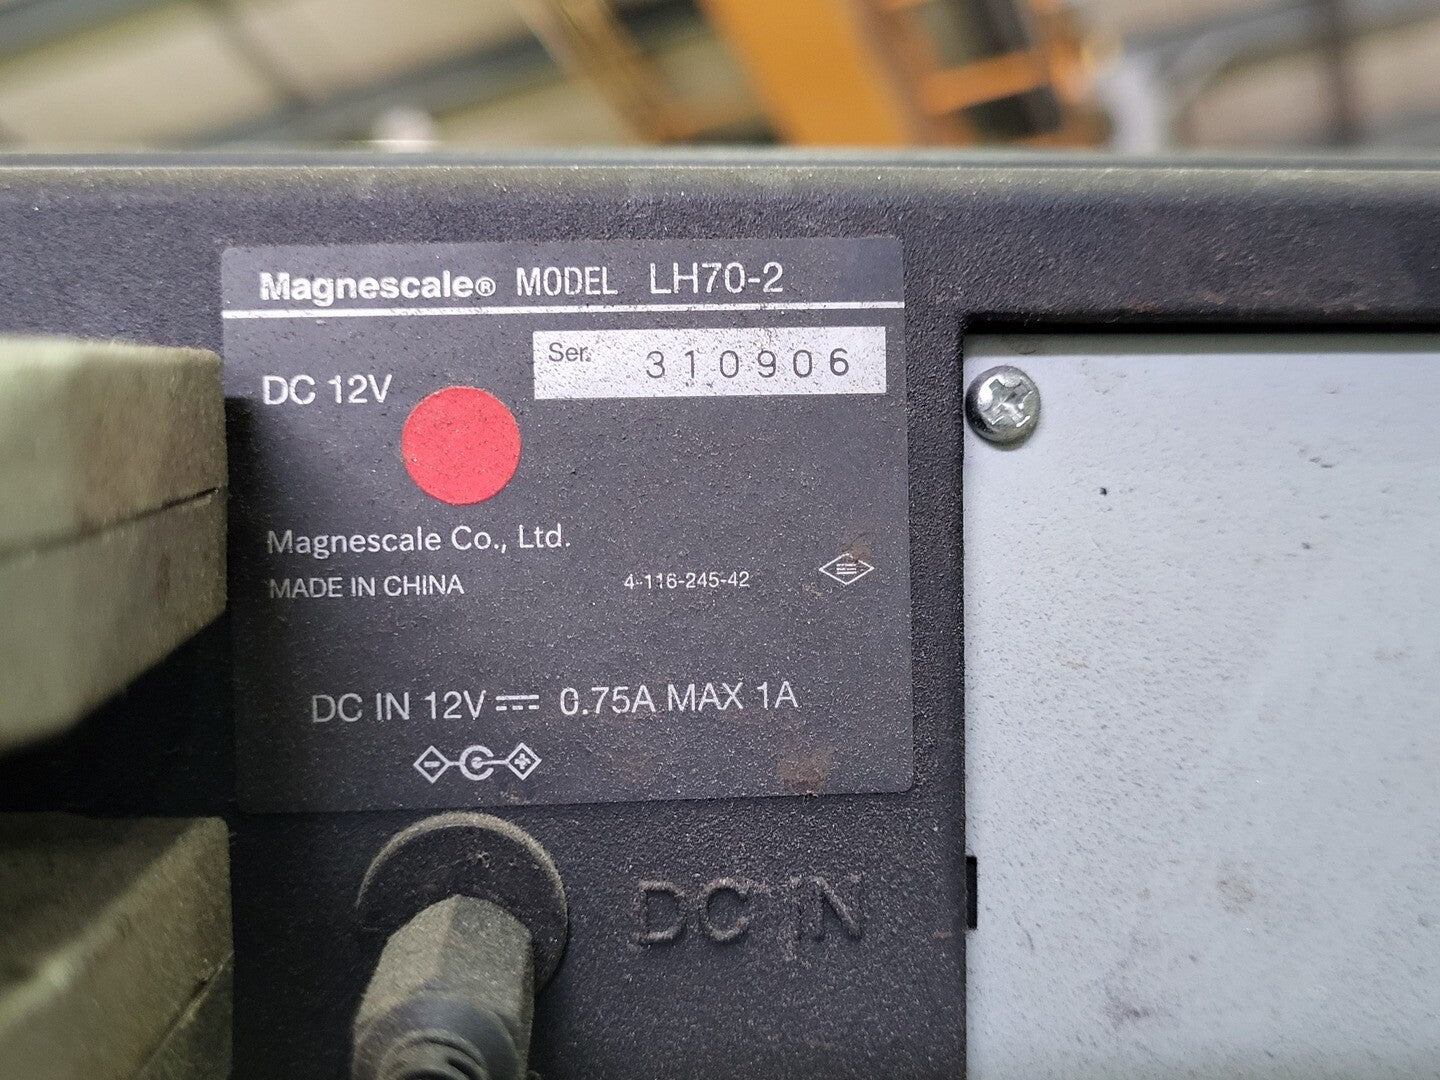 Magnescale® MODEL LH70-2
Ser. 310906
DC 12V
Magnescale Co., Ltd.
MADE IN CHINA 4-116-245-42
DC IN 12V ⎓ 0.75A MAX 1A
DC IN